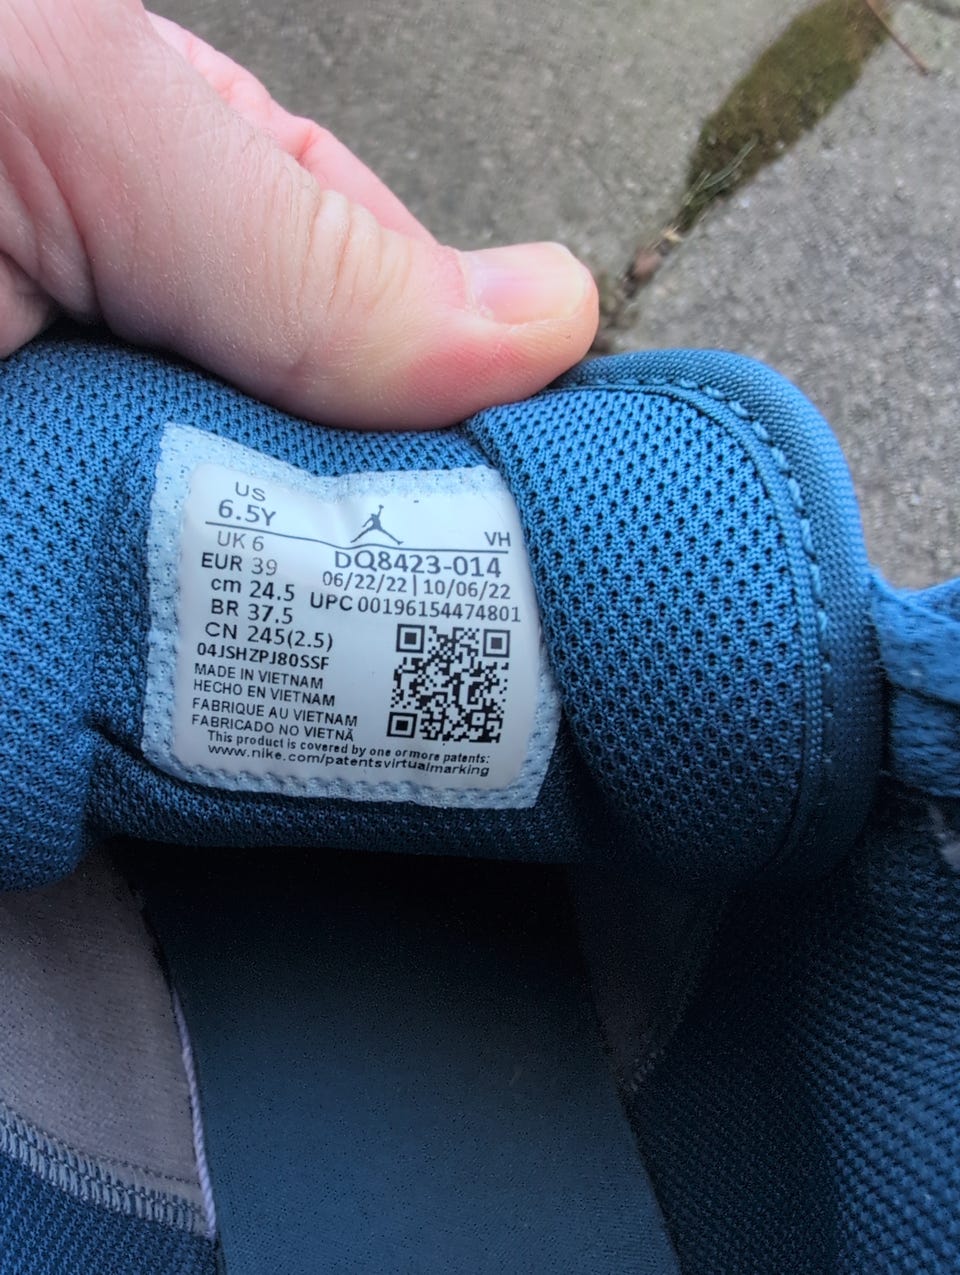 US
6.5Y
VH
UK 6
EUR 39
cm 24.5
BR 37.5
CN 245(2.5)
04JSHZPJ80SSF
DQ8423-014
06/22/22 | 10/06/22
UPC 00196154474801
MADE IN VIETNAM
HECHO EN VIETNAM
FABRIQUE AU VIETNAM
FABRICADO NO VIETNÃ
This product is covered by one or more patents:
www.nike.com/patentsvirtualmarking